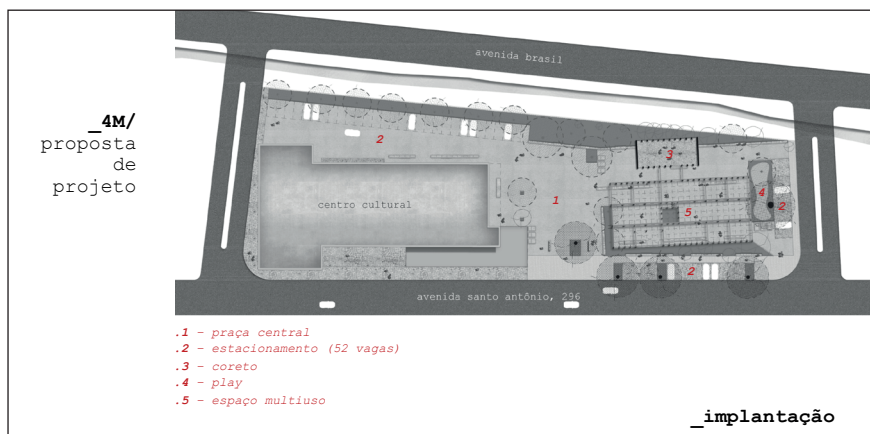 _4M/
proposta
de
projeto
avenida brasil
2
3
4
2
1
5
centro cultural
2
avenida santo antônio, 296
.1 - praça central
.2 - estacionamento (52 vagas)
.3 - coreto
.4 - play
.5 - espaço multiuso
_implantação